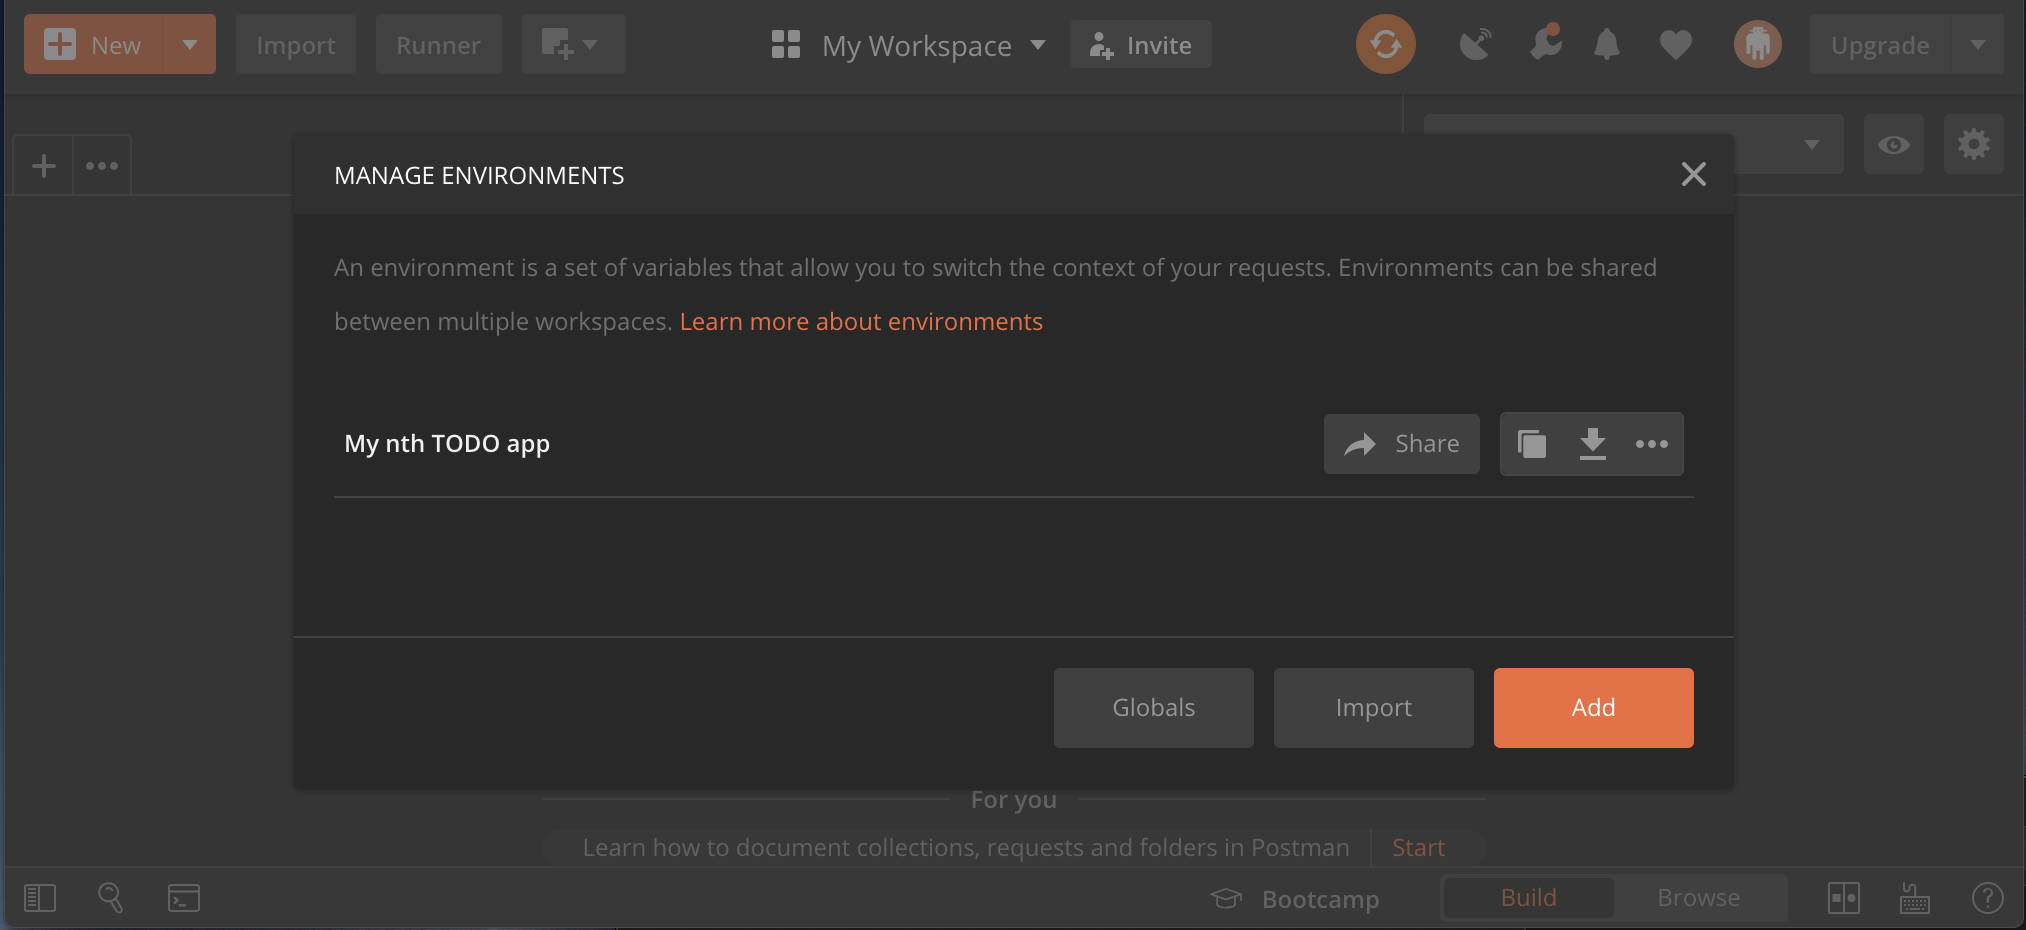 New
Import
Runner
My Workspace
Invite
Upgrade
MANAGE ENVIRONMENTS
An environment is a set of variables that allow you to switch the context of your requests. Environments can be shared
between multiple workspaces. Learn more about environments
My nth TODO app
Share
Globals
Import
Add
For you
Learn how to document collections, requests and folders in Postman
Start
Bootcamp
Build
Browse